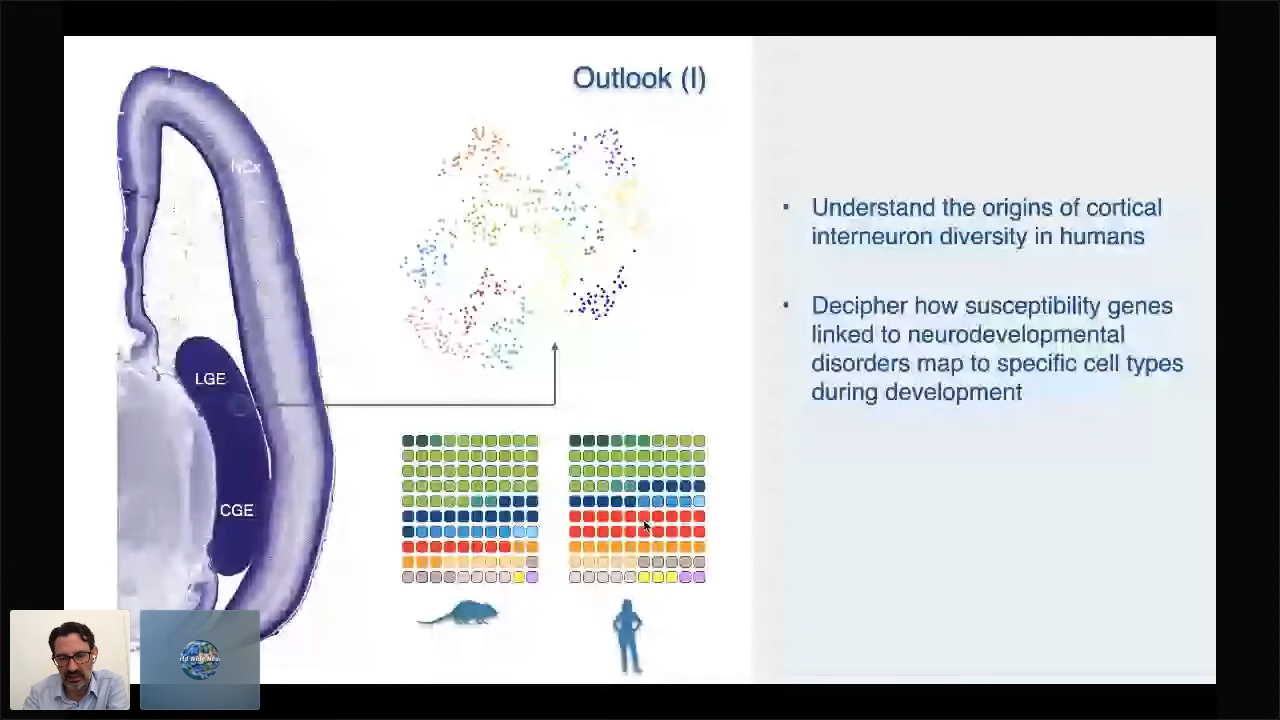 Outlook (I)
LGE
CGE
• Understand the origins of cortical
interneuron diversity in humans
• Decipher how susceptibility genes
linked to neurodevelopmental
disorders map to specific cell types
during development